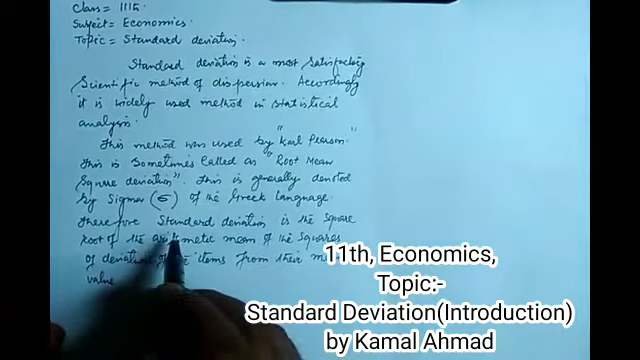 Class = 11th.
Subject = Economics.
Topic = Standard deviation.
Standard deviation is a most satisfactory
Scientific method of dispersion. Accordingly
it is widely used method in statistical
analysis.
This method was used by "Karl Pearson."
This is Sometimes Called as "Root Mean
Square deviation". This is generally denoted
by Sigma (σ) of the Greek language.
Therefore Standard deviation is the Square
Root of the arithmetic mean of the Squares
of deviation of the items from their
value
11th, Economics,
Topic:-
Standard Deviation(Introduction)
by Kamal Ahmad